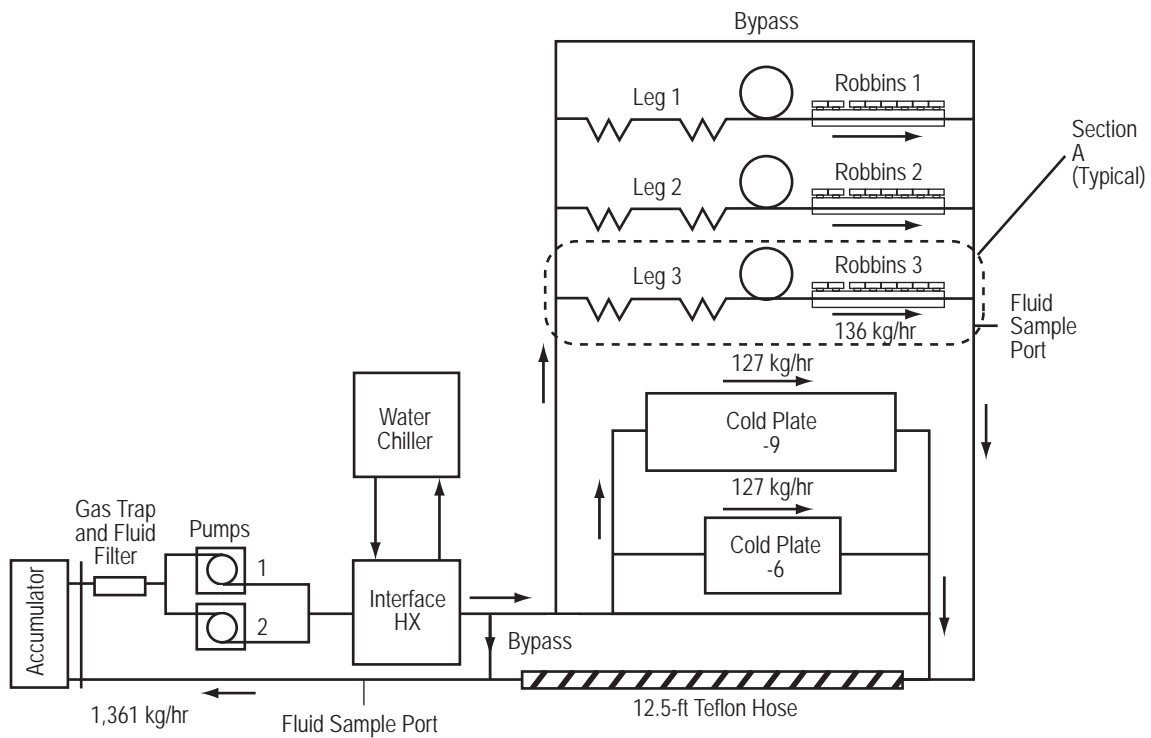 Bypass
Leg 1
Robbins 1
Section
A
(Typical)
Leg 2
Robbins 2
Leg 3
Robbins 3
136 kg/hr
Fluid
Sample
Port
127 kg/hr
Cold Plate
-9
127 kg/hr
Cold Plate
-6
Water
Chiller
Gas Trap
and Fluid
Filter
Pumps
1
2
Accumulator
Interface
HX
Bypass
1,361 kg/hr
Fluid Sample Port
12.5-ft Teflon Hose